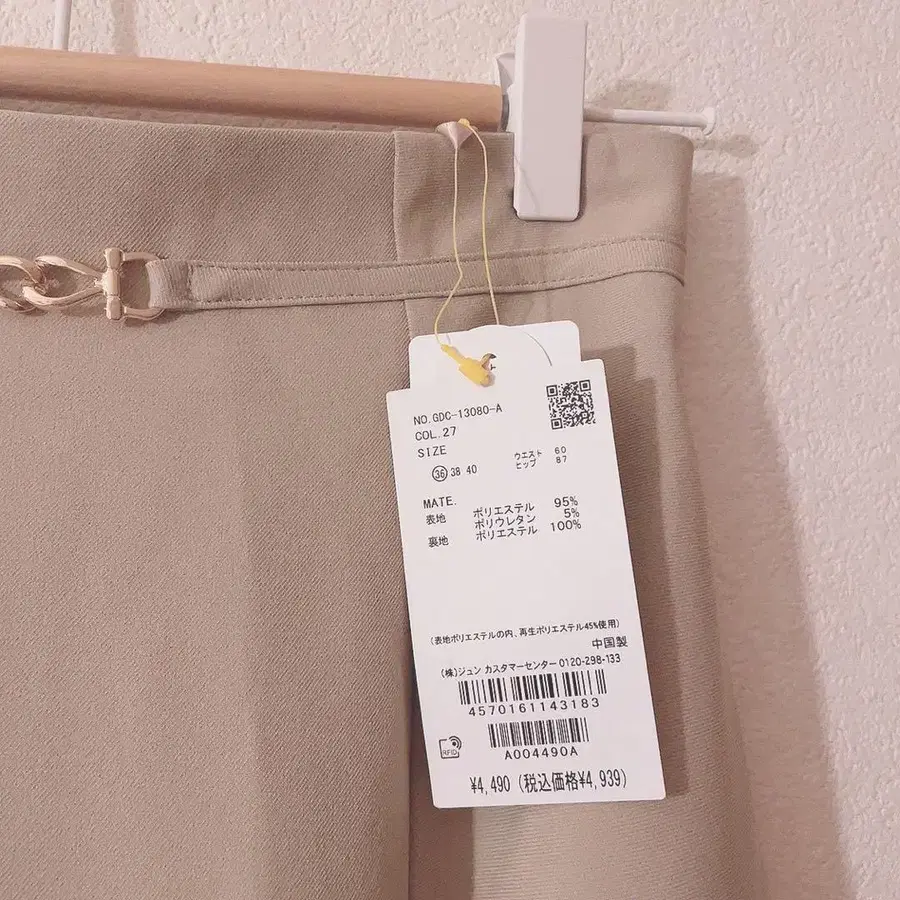 NO.GDC-13080-A
COL.27
SIZE
36 38 40
ウエスト 60
ヒップ 87
MATE.
表地 ポリエステル 95%
ポリウレタン 5%
裏地 ポリエステル 100%
(表地ポリエステルの内、再生ポリエステル45%使用)
中国製
(株)ジュン カスタマーセンター 0120-298-133
4570161143183
A004490A
RFID
¥4,490 (税込価格¥4,939)